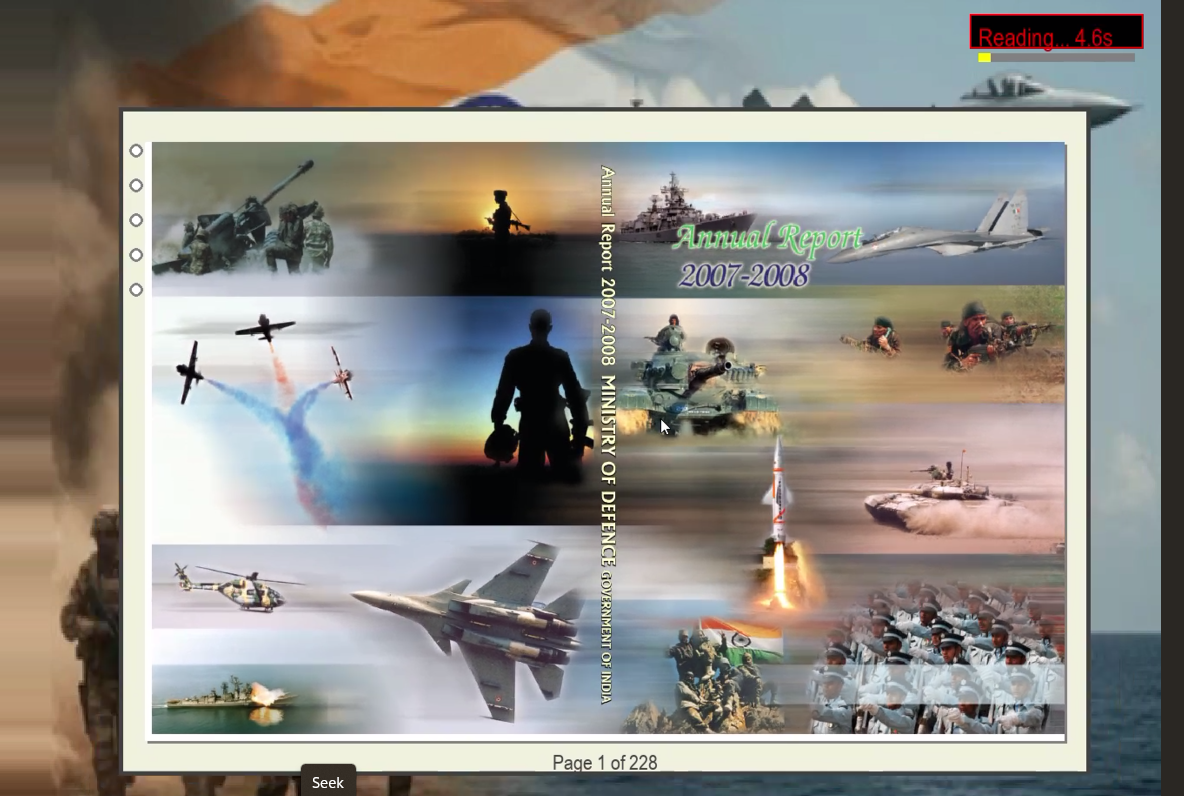 Reading... 4.6s
Annual Report
2007-2008
Annual Report 2007-2008 MINISTRY OF DEFENCE GOVERNMENT OF INDIA
Page 1 of 228
Seek